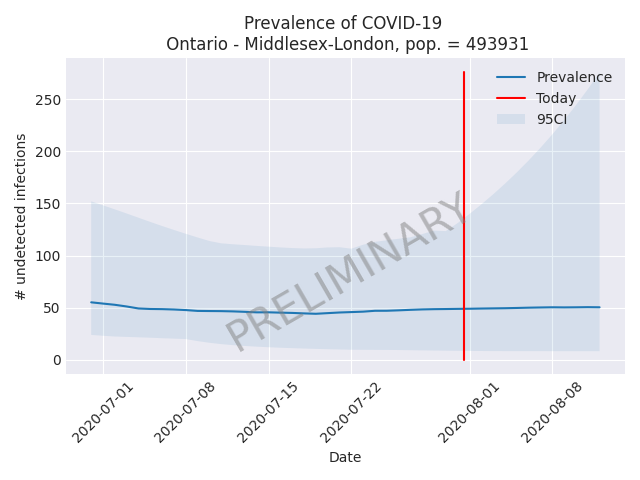 Prevalence of COVID-19
Ontario - Middlesex-London, pop. = 493931
Prevalence
Today
95CI
PRELIMINARY
# undetected infections
250
200
150
100
50
0
2020-07-01
2020-07-08
2020-07-15
2020-07-22
2020-08-01
2020-08-08
Date